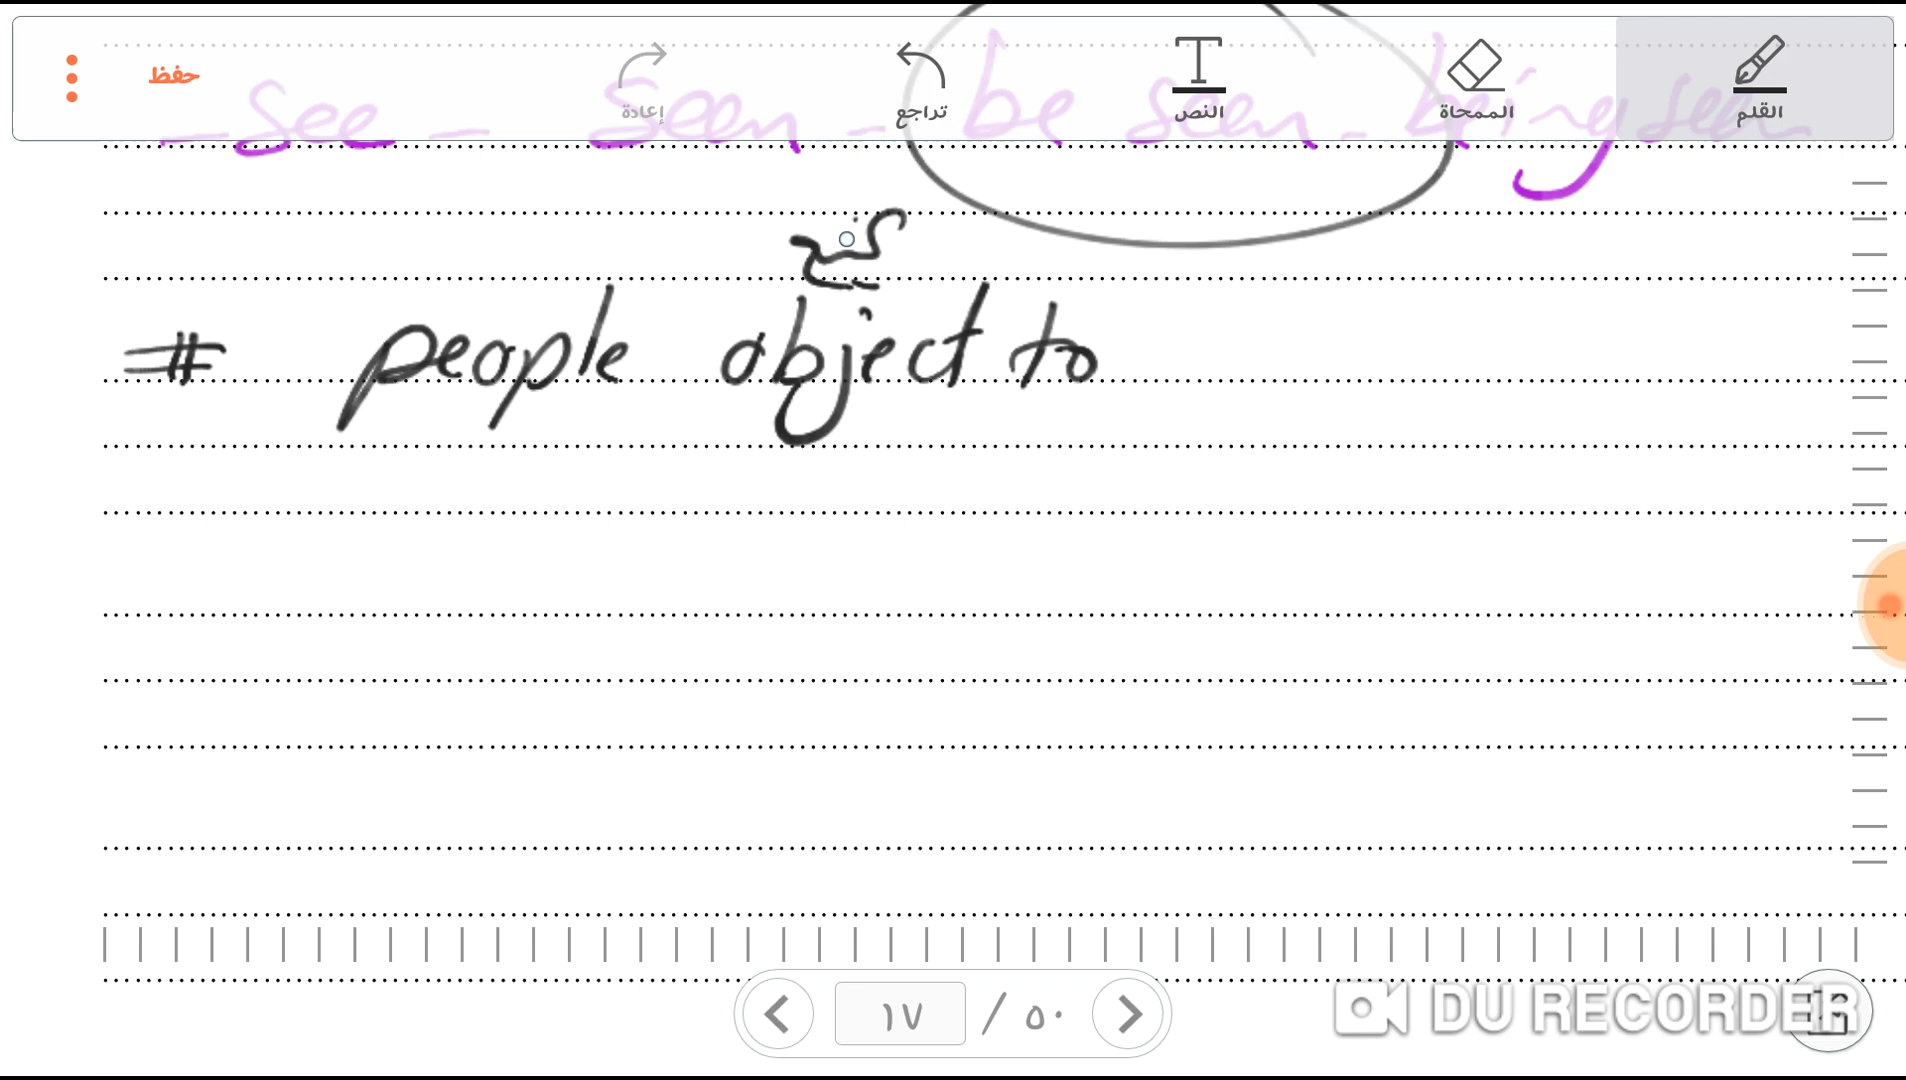 حفظ إعادة تراجع النص الممحاة القلم
- see - seen - be seen - being seen
# people object to
١٧ / ٥٠
DU RECORDER